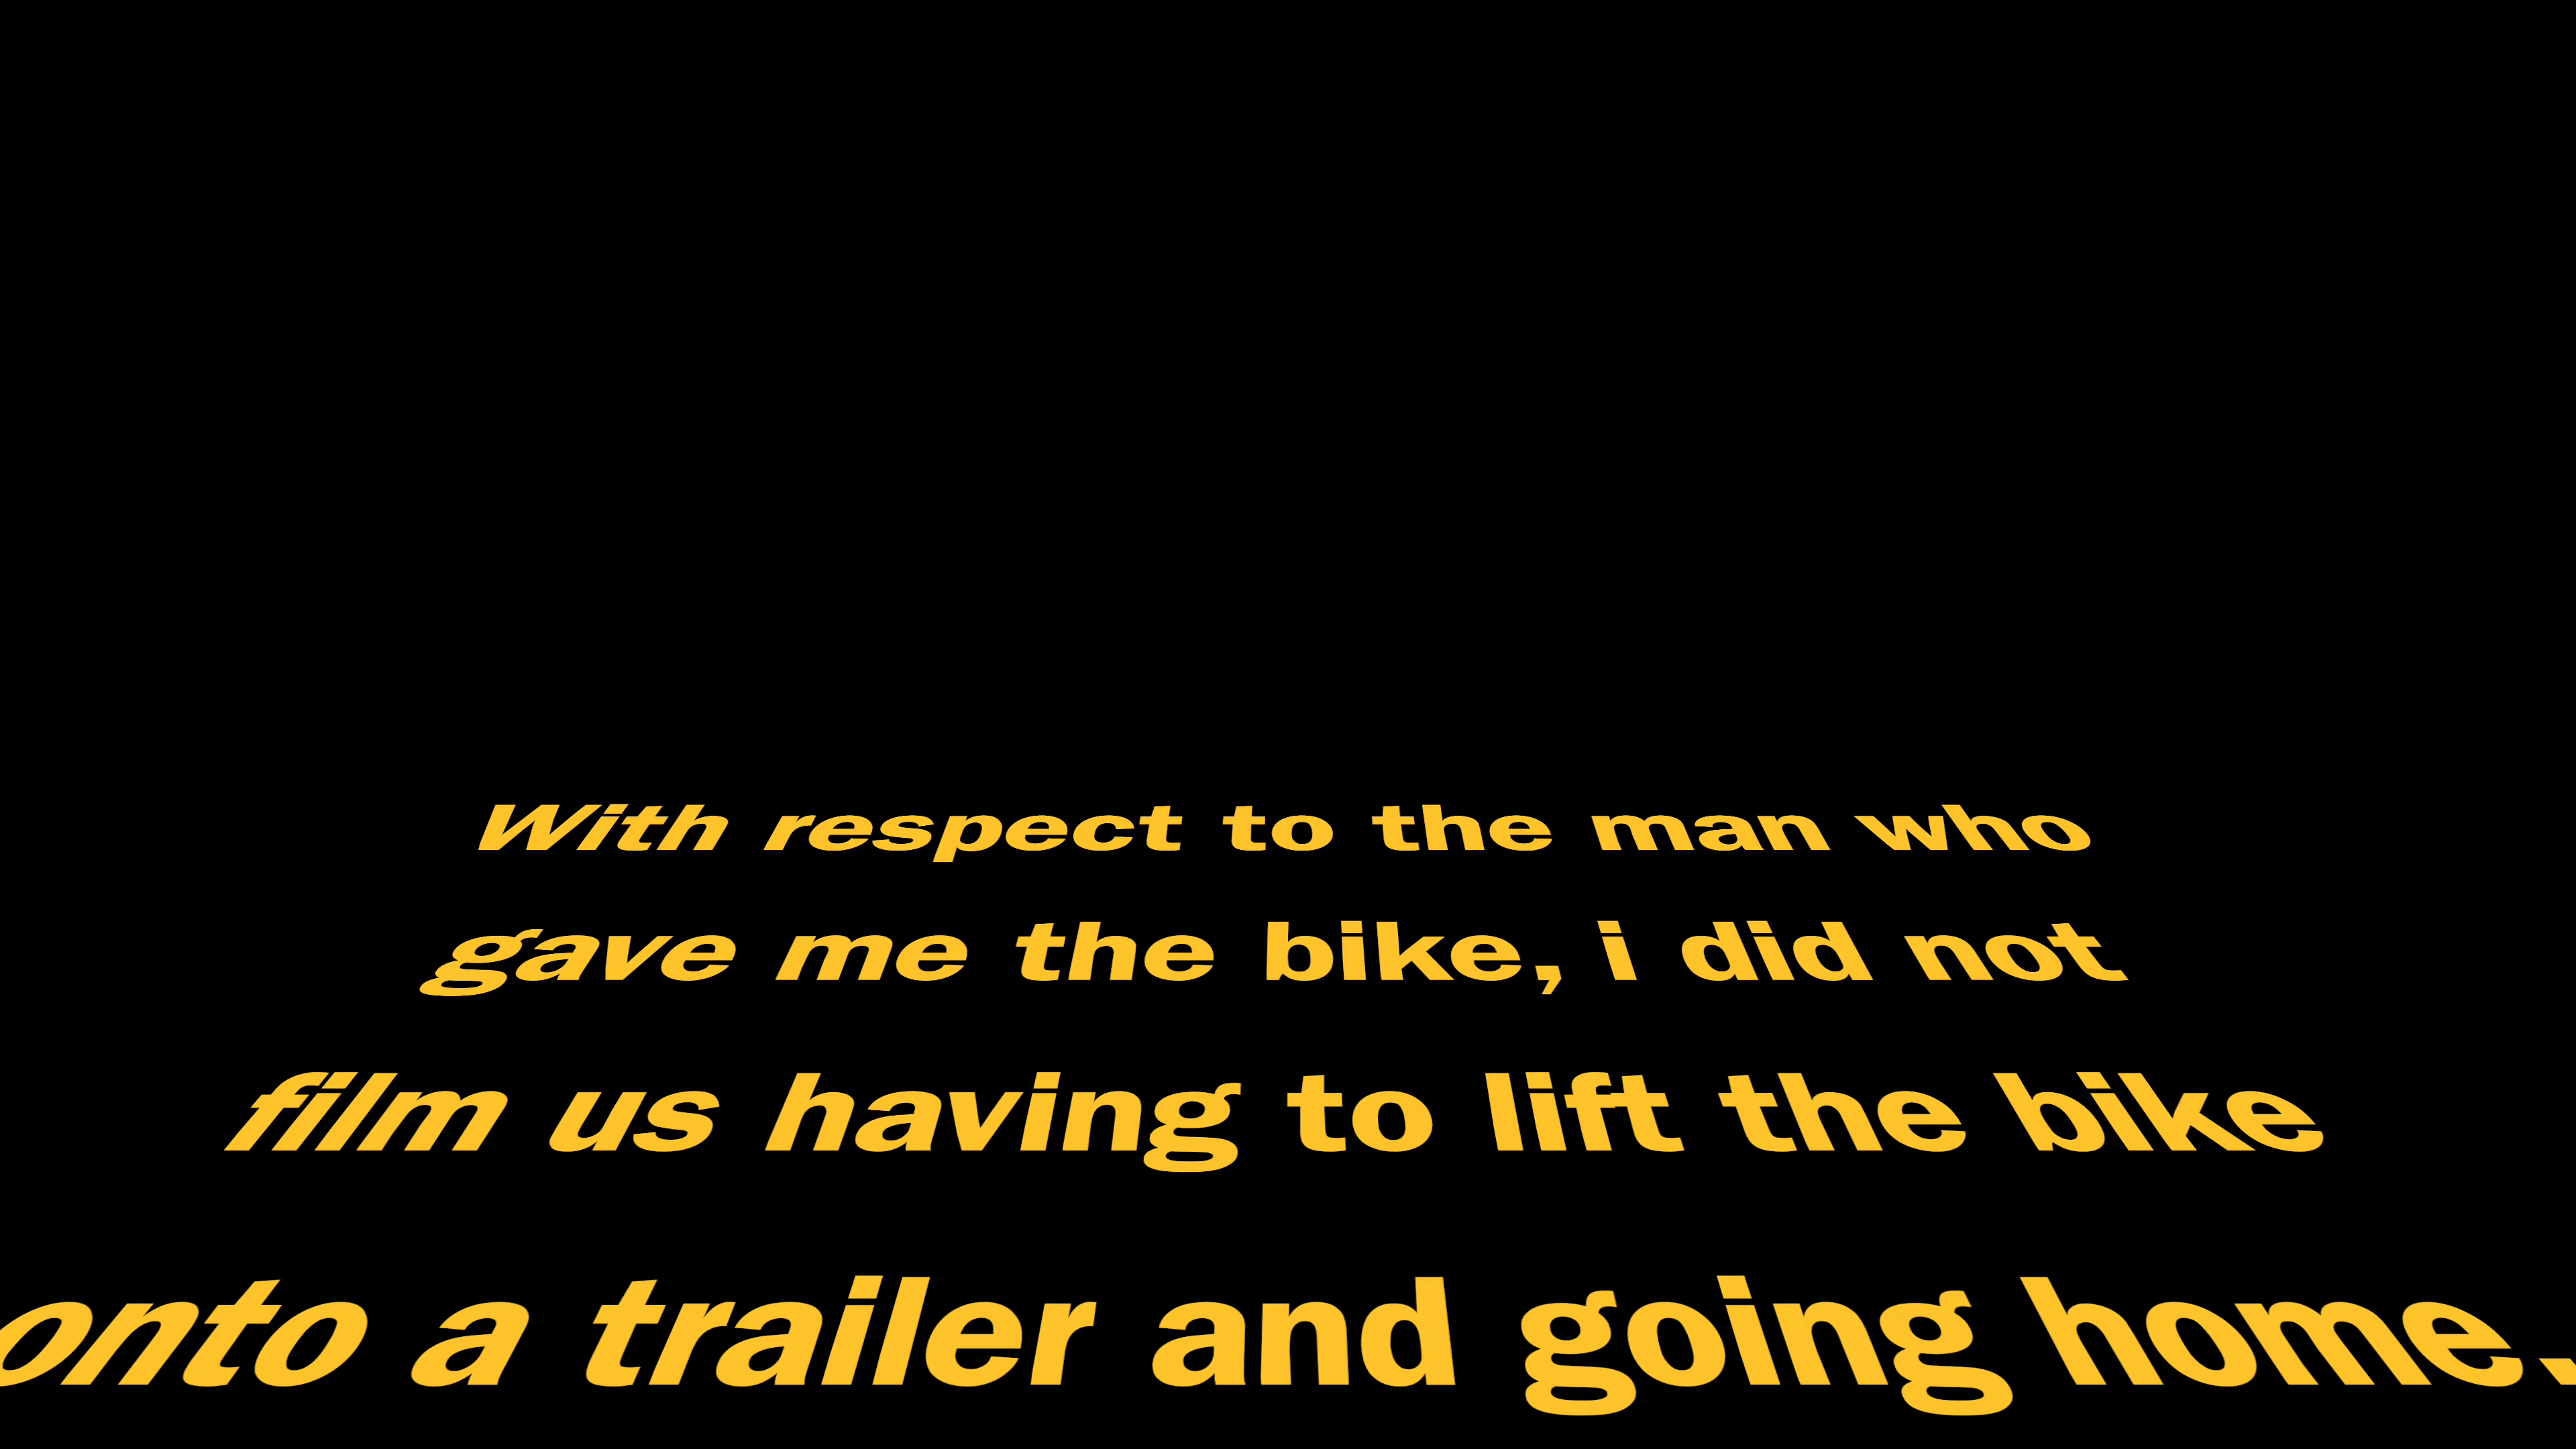 With respect to the man who
gave me the bike, i did not
film us having to lift the bike
onto a trailer and going home.